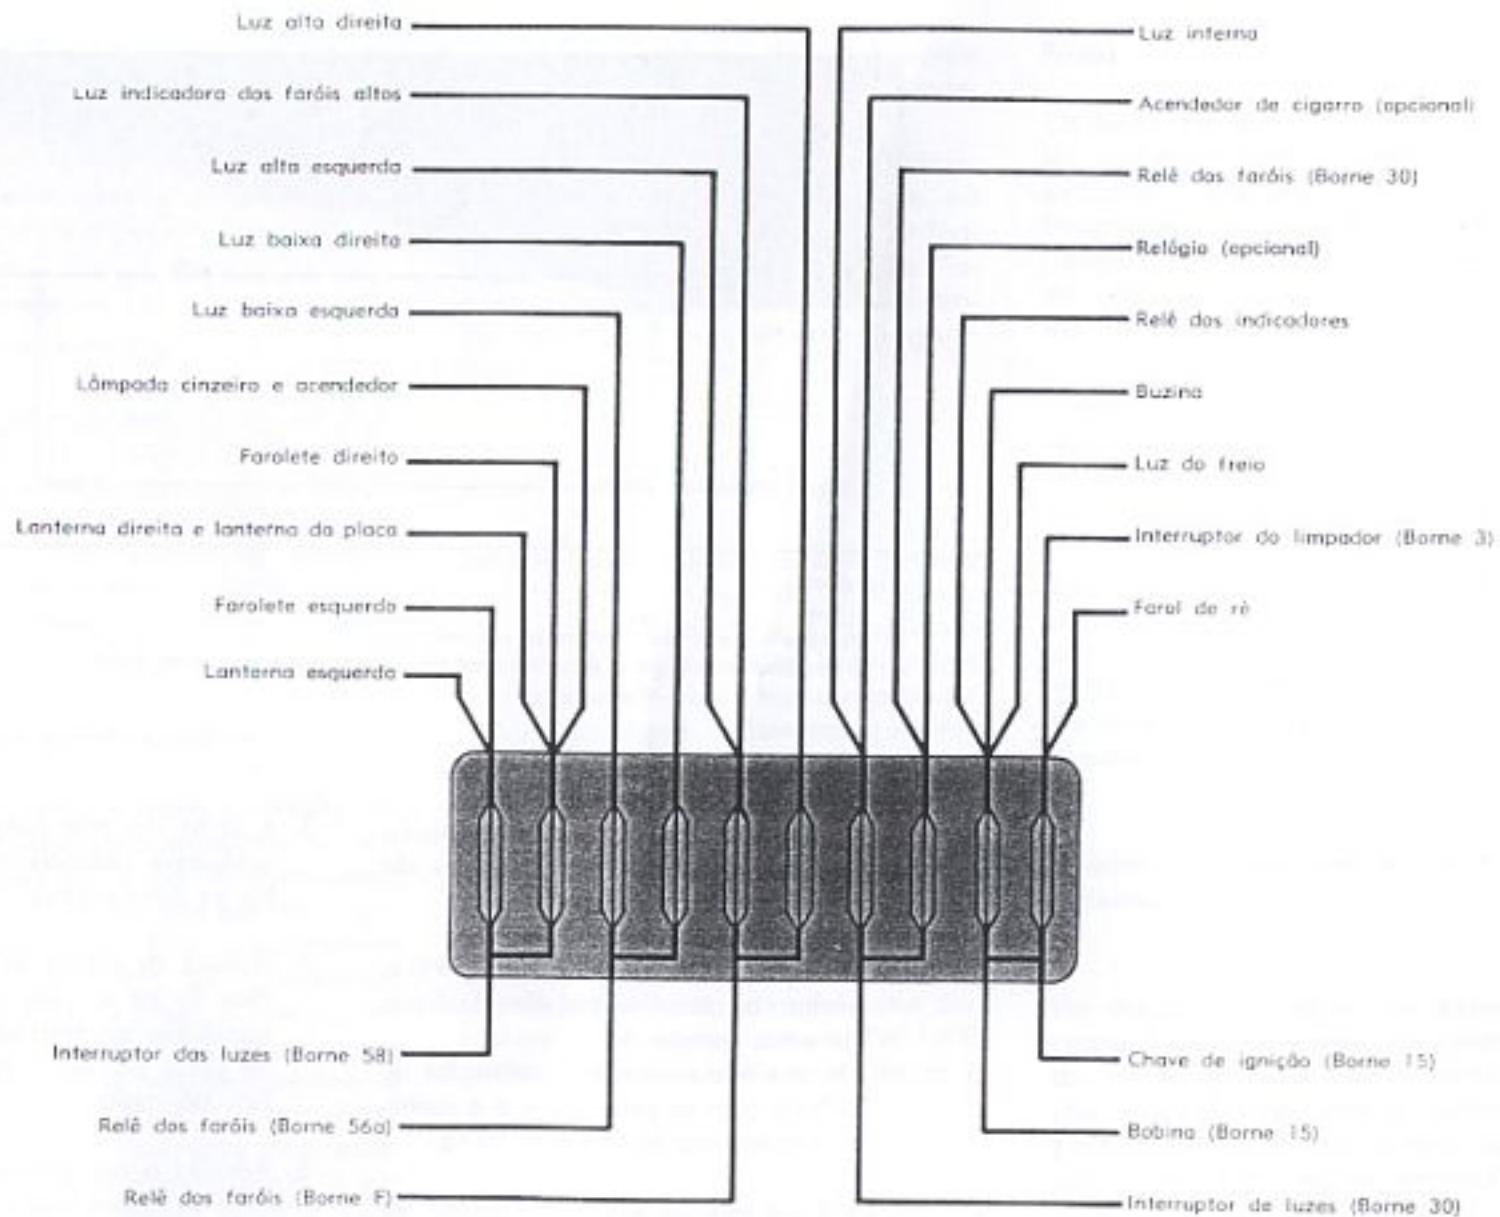 Luz alta direita
Luz indicadora dos faróis altos
Luz alta esquerda
Luz baixa direita
Luz baixa esquerda
Lâmpada cinzeiro e acendedor
Farolete direito
Lanterna direita e lanterna da placa
Farolete esquerdo
Lanterna esquerda
Luz interna
Acendedor de cigarro (opcional)
Relê dos faróis (Borne 30)
Relógio (opcional)
Relê dos indicadores
Buzina
Luz do freio
Interruptor do limpador (Borne 3)
Farol de ré
Interruptor das luzes (Borne 58)
Relê dos faróis (Borne 56a)
Relê dos faróis (Borne F)
Chave de ignição (Borne 15)
Bobina (Borne 15)
Interruptor de luzes (Borne 30)